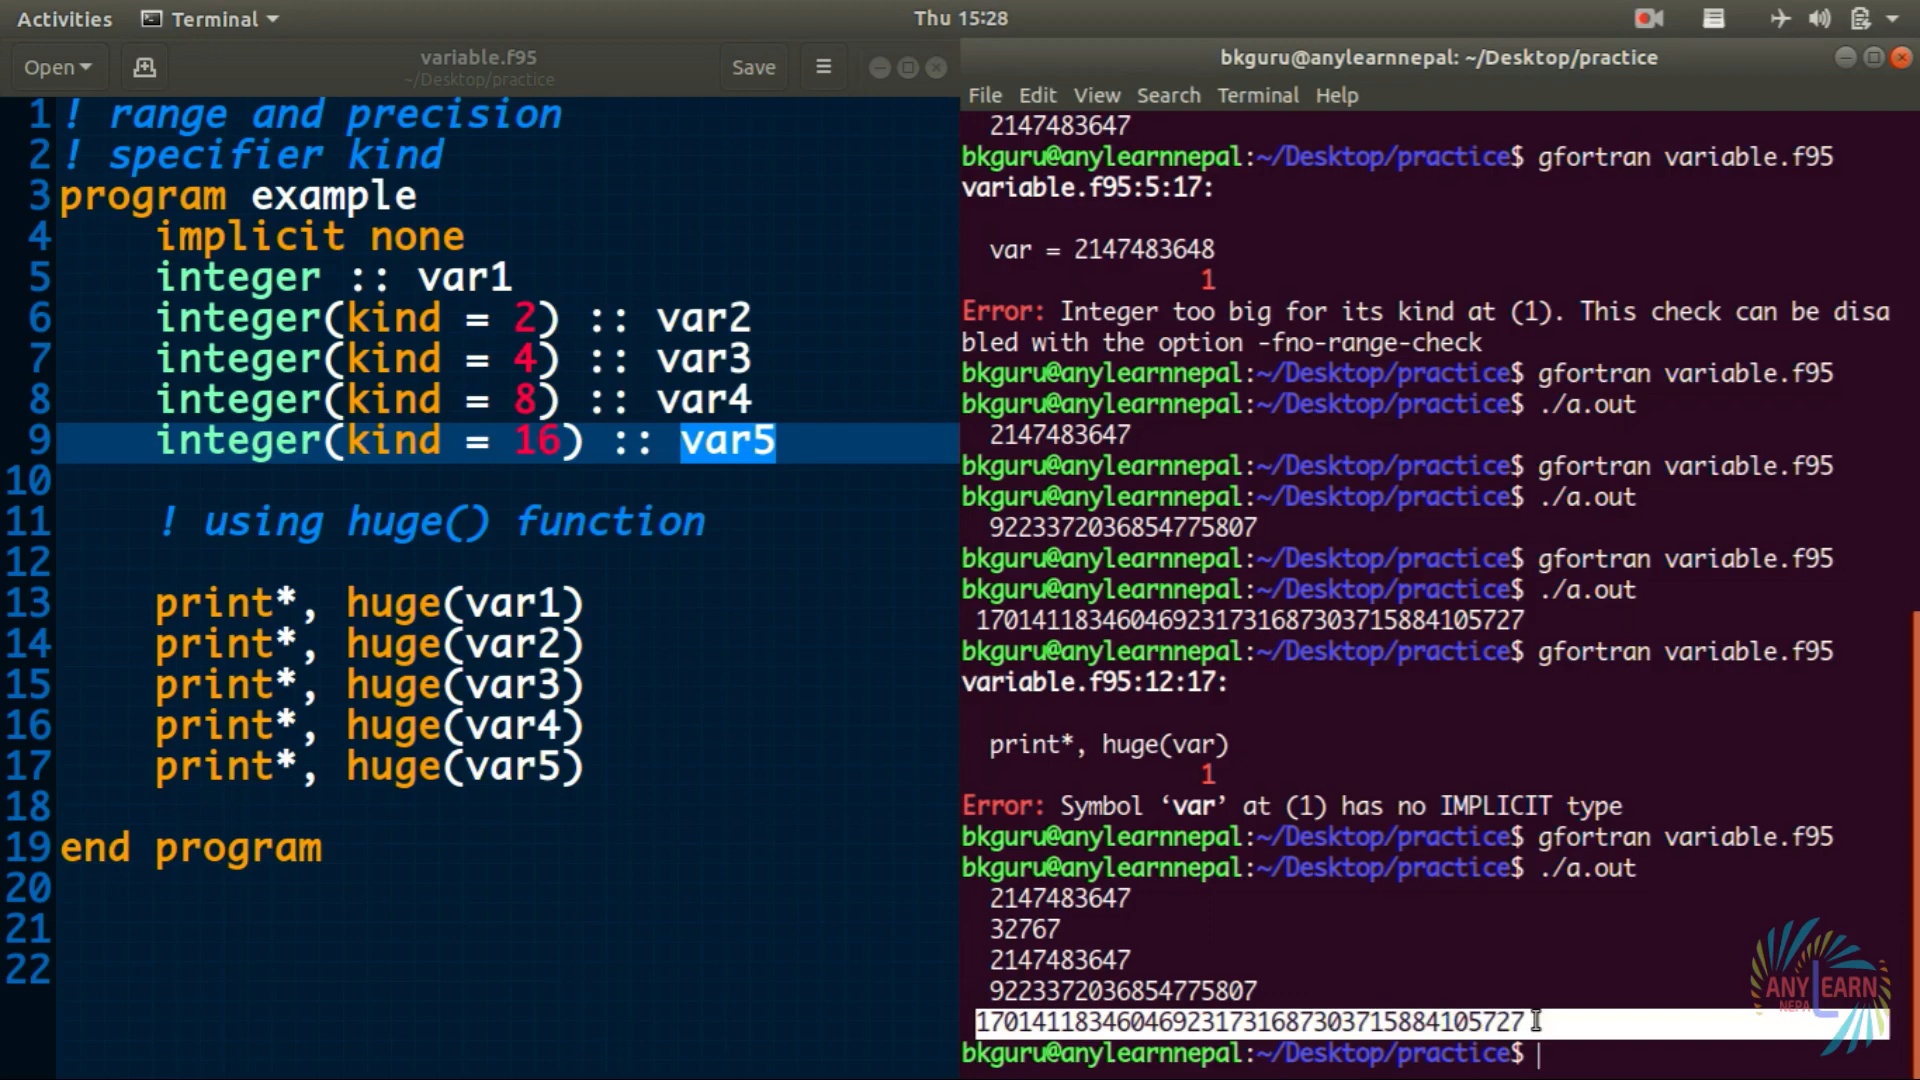 Activities
Terminal
Thu 15:28
Open
variable.f95
~/Desktop/practice
Save
1 ! range and precision
2 ! specifier kind
3 program example
4 implicit none
5 integer :: var1
6 integer(kind = 2) :: var2
7 integer(kind = 4) :: var3
8 integer(kind = 8) :: var4
9 integer(kind = 16) :: var5
10
11 ! using huge() function
12
13 print*, huge(var1)
14 print*, huge(var2)
15 print*, huge(var3)
16 print*, huge(var4)
17 print*, huge(var5)
18
19 end program
20
21
22
bkguru@anylearnnepal: ~/Desktop/practice
File Edit View Search Terminal Help
2147483647
bkguru@anylearnnepal:~/Desktop/practice$ gfortran variable.f95
variable.f95:5:17:
var = 2147483648
1
Error: Integer too big for its kind at (1). This check can be disa
bled with the option -fno-range-check
bkguru@anylearnnepal:~/Desktop/practice$ gfortran variable.f95
bkguru@anylearnnepal:~/Desktop/practice$ ./a.out
2147483647
bkguru@anylearnnepal:~/Desktop/practice$ gfortran variable.f95
bkguru@anylearnnepal:~/Desktop/practice$ ./a.out
9223372036854775807
bkguru@anylearnnepal:~/Desktop/practice$ gfortran variable.f95
bkguru@anylearnnepal:~/Desktop/practice$ ./a.out
170141183460469231731687303715884105727
bkguru@anylearnnepal:~/Desktop/practice$ gfortran variable.f95
variable.f95:12:17:
print*, huge(var)
1
Error: Symbol ‘var’ at (1) has no IMPLICIT type
bkguru@anylearnnepal:~/Desktop/practice$ gfortran variable.f95
bkguru@anylearnnepal:~/Desktop/practice$ ./a.out
2147483647
32767
2147483647
9223372036854775807
170141183460469231731687303715884105727
bkguru@anylearnnepal:~/Desktop/practice$
ANY LEARN
NEPAL